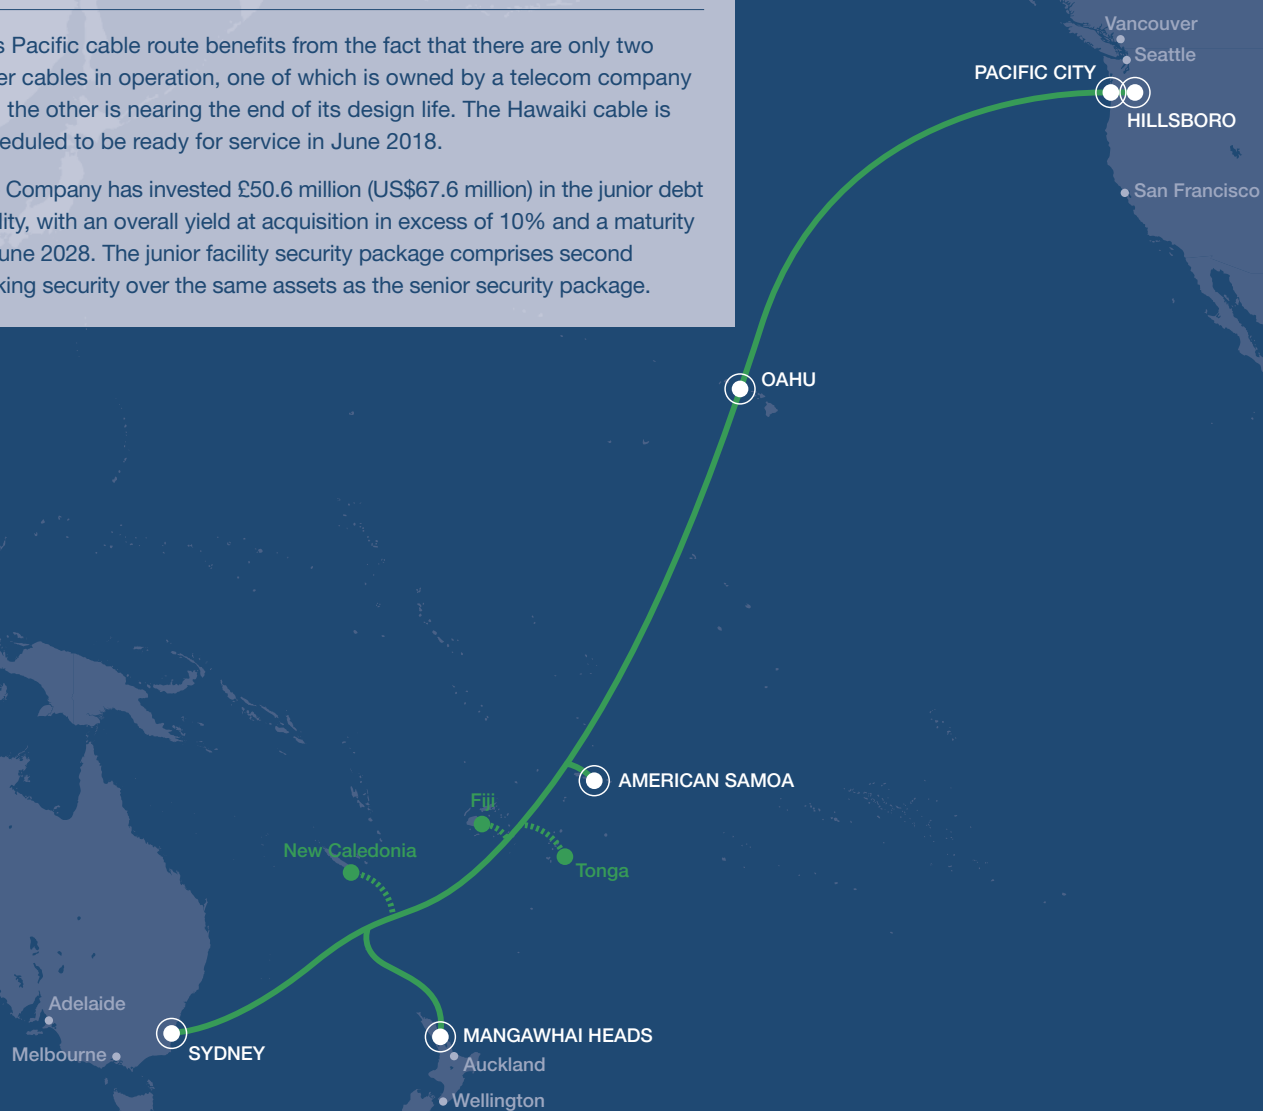 s Pacific cable route benefits from the fact that there are only two
er cables in operation, one of which is owned by a telecom company
the other is nearing the end of its design life. The Hawaiki cable is
eduled to be ready for service in June 2018.
Company has invested £50.6 million (US$67.6 million) in the junior debt
lity, with an overall yield at acquisition in excess of 10% and a maturity
une 2028. The junior facility security package comprises second
king security over the same assets as the senior security package.
Vancouver
Seattle
PACIFIC CITY
HILLSBORO
San Francisco
OAHU
AMERICAN SAMOA
Fiji
New Caledonia
Tonga
Adelaide
SYDNEY
Melbourne
MANGAWHAI HEADS
Auckland
Wellington